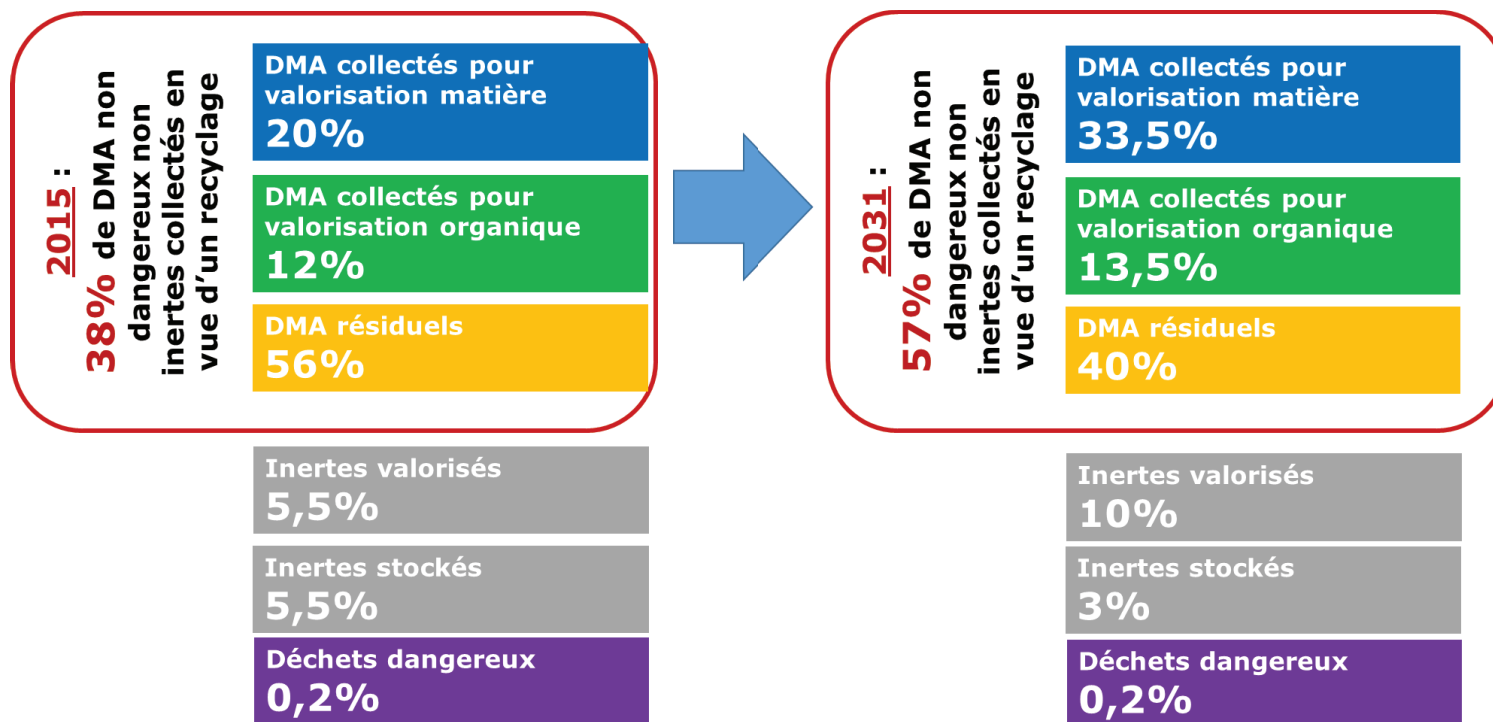 2015 :
38% de DMA non
dangereux non
inertes collectés en
vue d’un recyclage
DMA collectés pour
valorisation matière
20%
DMA collectés pour
valorisation organique
12%
DMA résiduels
56%
Inertes valorisés
5,5%
Inertes stockés
5,5%
Déchets dangereux
0,2%
2031 :
57% de DMA non
dangereux non
inertes collectés en
vue d’un recyclage
DMA collectés pour
valorisation matière
33,5%
DMA collectés pour
valorisation organique
13,5%
DMA résiduels
40%
Inertes valorisés
10%
Inertes stockés
3%
Déchets dangereux
0,2%